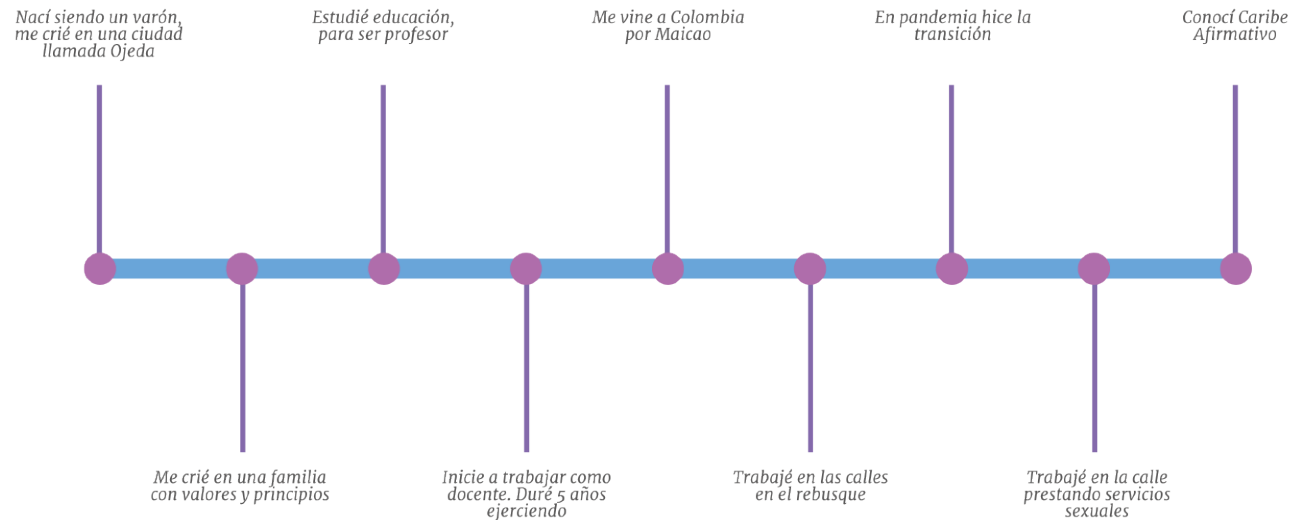 Nací siendo un varón,
me crié en una ciudad
llamada Ojeda
Me crié en una familia
con valores y principios
Estudié educación,
para ser profesor
Inicie a trabajar como
docente. Duré 5 años
ejerciendo
Me vine a Colombia
por Maicao
Trabajé en las calles
en el rebusque
En pandemia hice la
transición
Trabajé en la calle
prestando servicios
sexuales
Conocí Caribe
Afirmativo